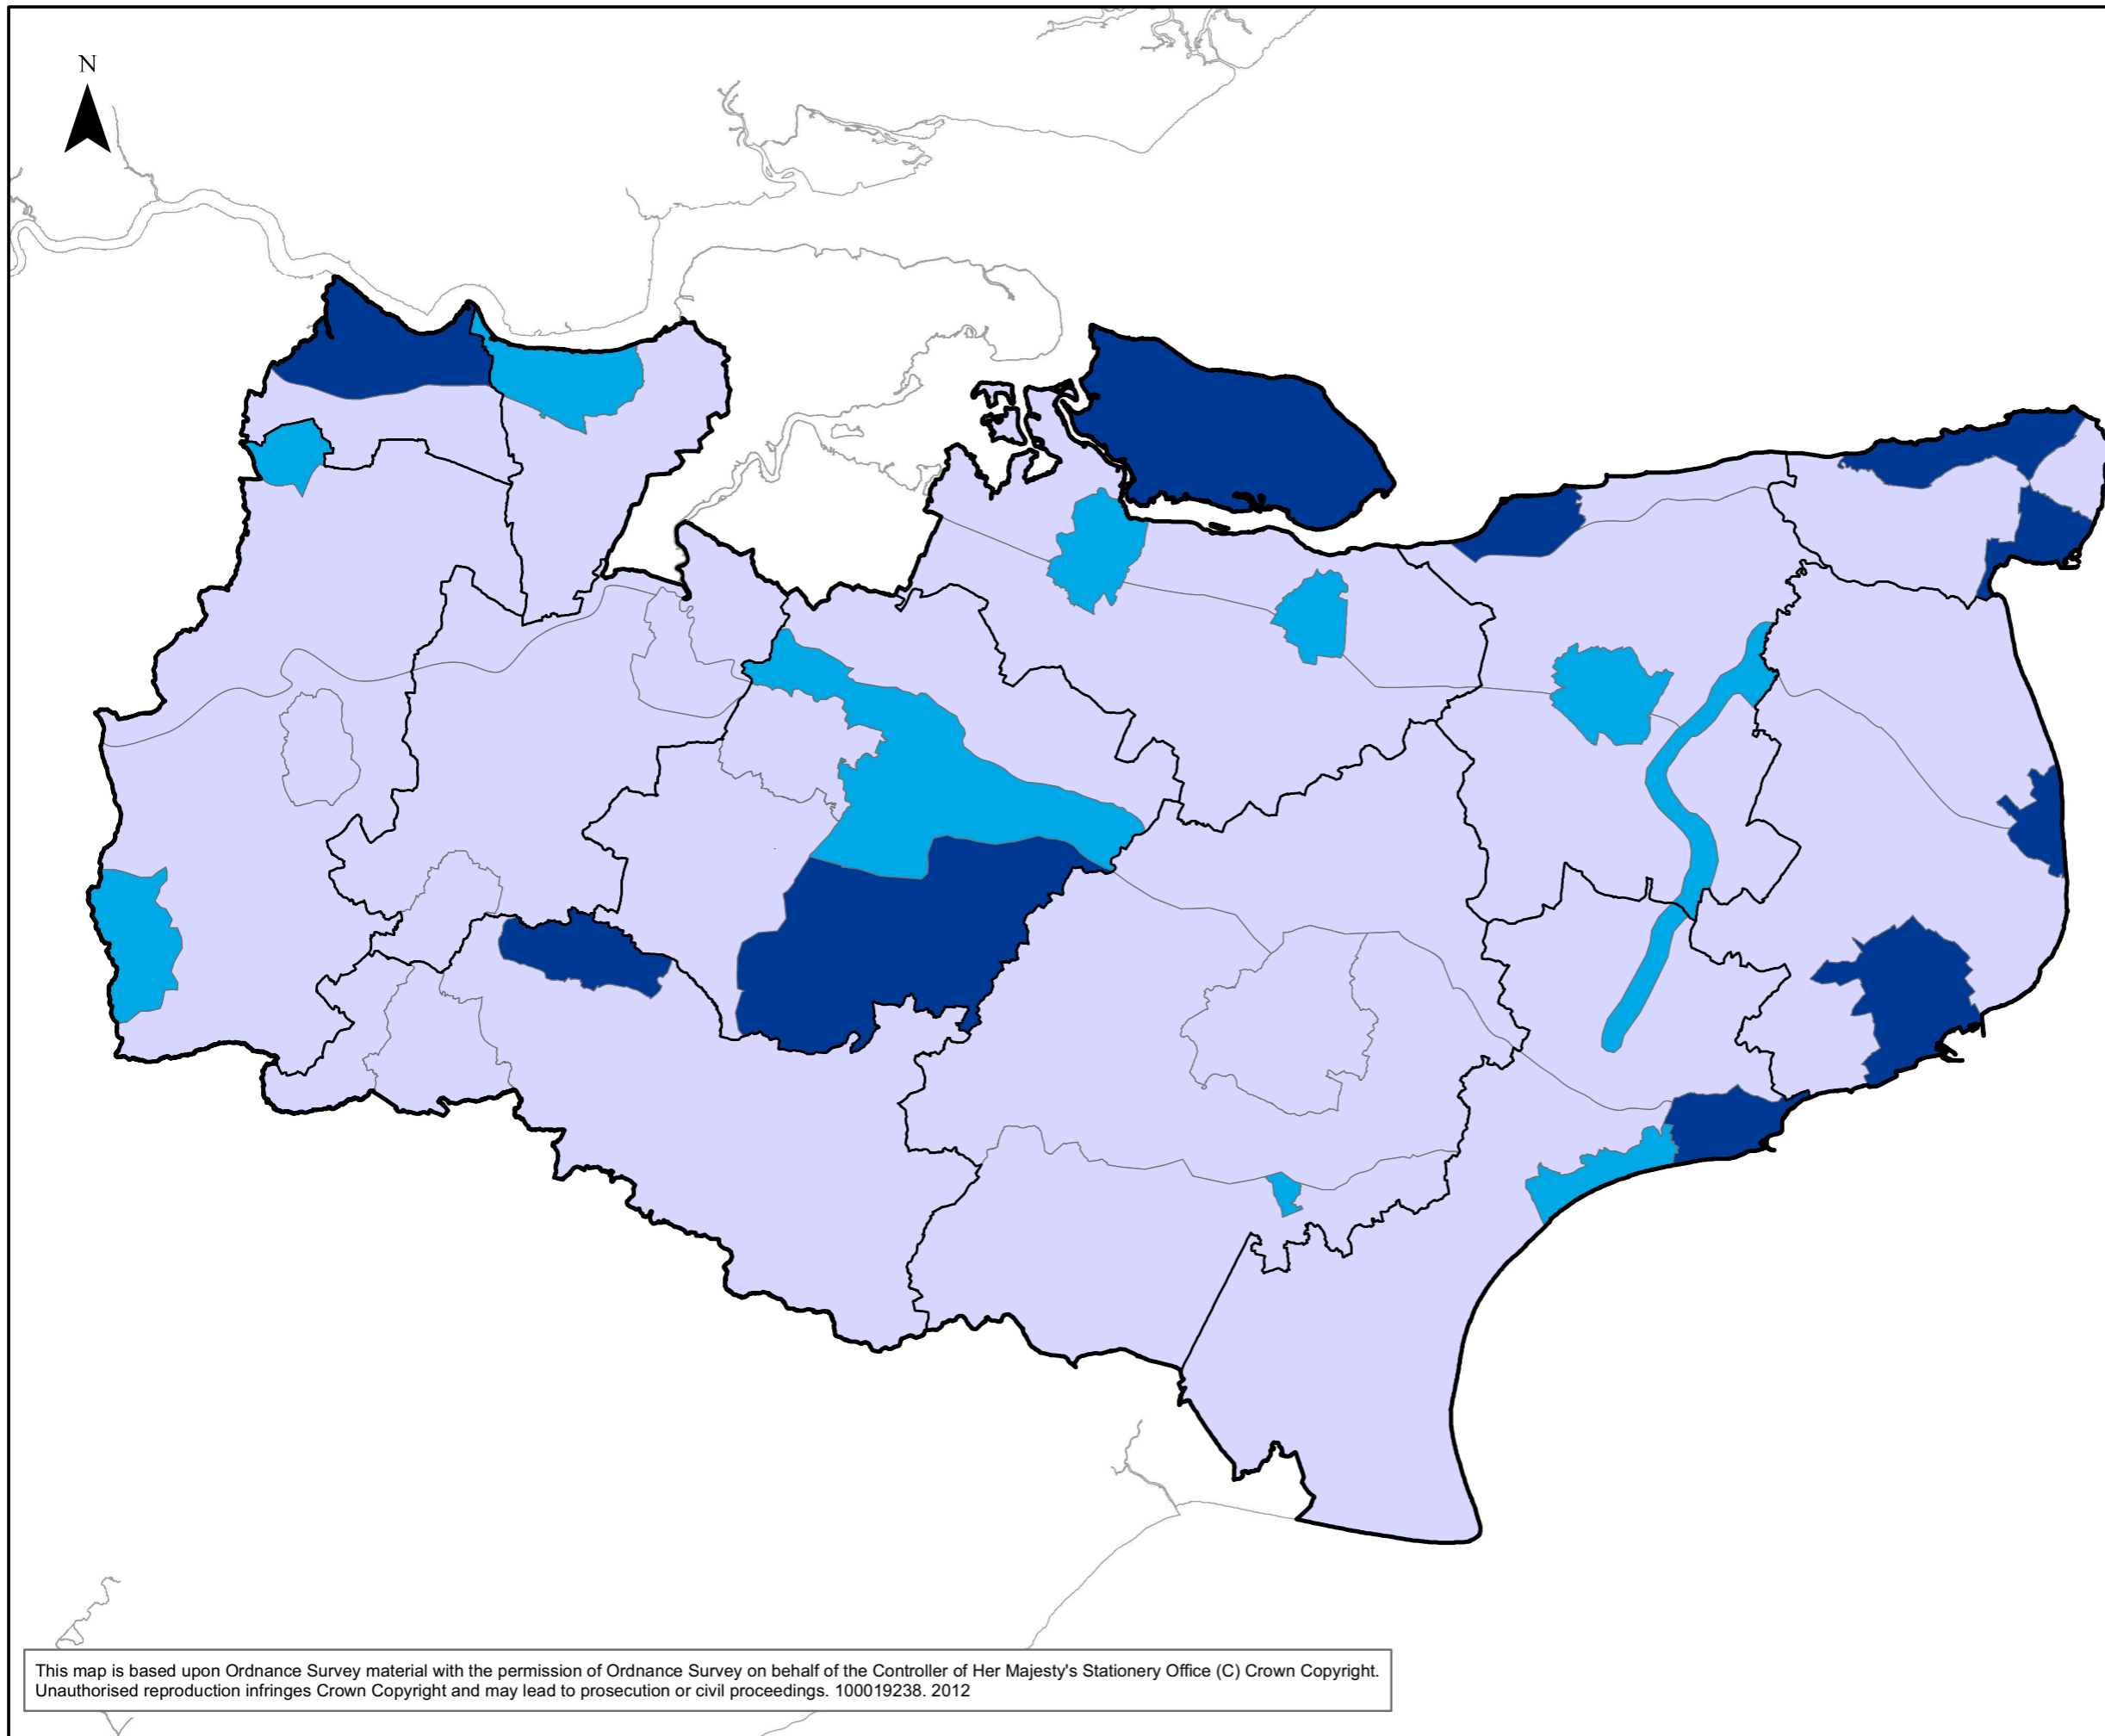 N
This map is based upon Ordnance Survey material with the permission of Ordnance Survey on behalf of the Controller of Her Majesty's Stationery Office (C) Crown Copyright.
Unauthorised reproduction infringes Crown Copyright and may lead to prosecution or civil proceedings. 100019238. 2012